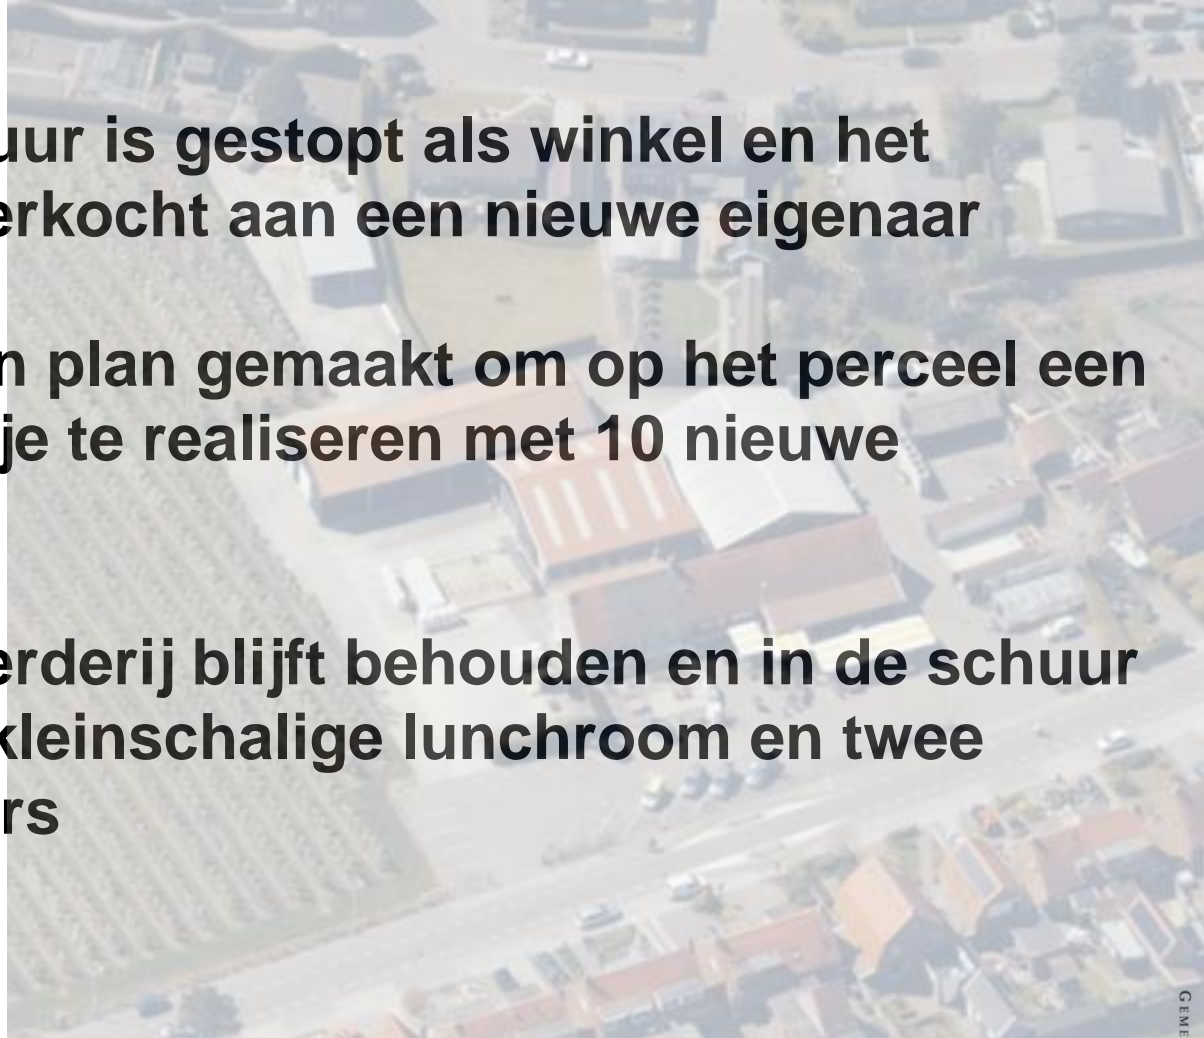 uur is gestopt als winkel en het
erkocht aan een nieuwe eigenaar
n plan gemaakt om op het perceel een
je te realiseren met 10 nieuwe
erderij blijft behouden en in de schuur
kleinschalige lunchroom en twee
rs
GEME